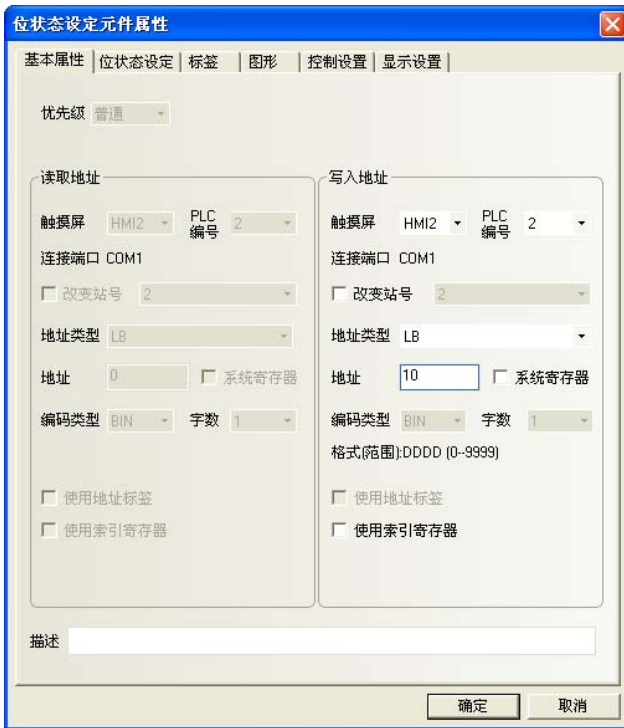 位状态设定元件属性
基本属性 位状态设定 标签 图形 控制设置 显示设置
优先级 普通
读取地址
触摸屏 HMI2 PLC编号 2
连接端口 COM1
改变站号 2
地址类型 LB
地址 0 系统寄存器
编码类型 BIN 字数 1
使用地址标签
使用索引寄存器
写入地址
触摸屏 HMI2 PLC编号 2
连接端口 COM1
改变站号 2
地址类型 LB
地址 10 系统寄存器
编码类型 BIN 字数 1
格式(范围):DDDD (0--9999)
使用地址标签
使用索引寄存器
描述
确定 取消